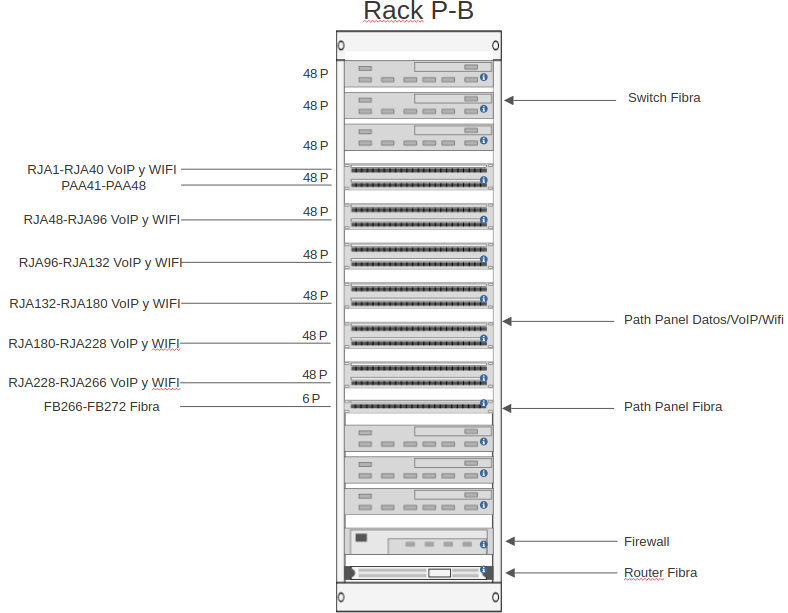 Rack P-B
48 P
48 P
Switch Fibra
48 P
RJA1-RJA40 VoIP y WIFI
PAA41-PAA48
48 P
RJA48-RJA96 VoIP y WIFI
48 P
RJA96-RJA132 VoIP y WIFI
48 P
RJA132-RJA180 VoIP y WIFI
48 P
Path Panel Datos/VoIP/Wifi
RJA180-RJA228 VoIP y WIFI
48 P
RJA228-RJA266 VoIP y WIFI
48 P
FB266-FB272 Fibra
6 P
Path Panel Fibra
Firewall
Router Fibra